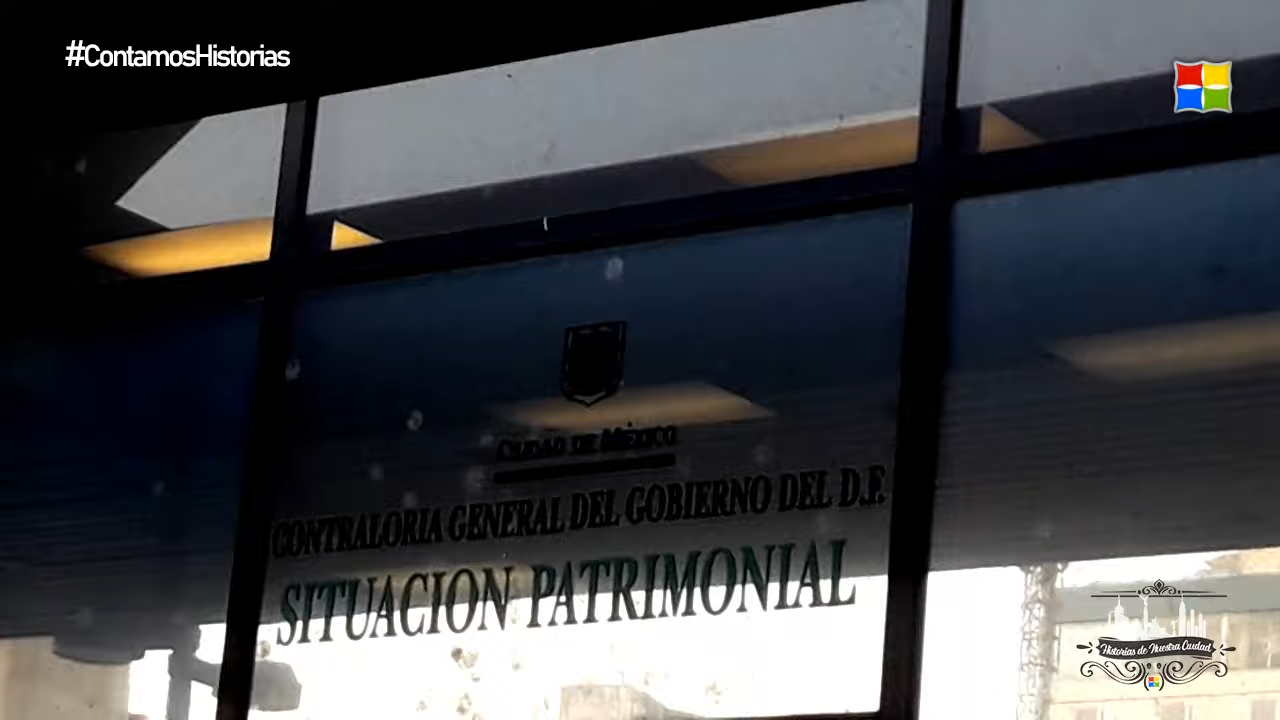 #ContamosHistorias
CIUDAD DE MÉXICO
CONTRALORIA GENERAL DEL GOBIERNO DEL D.F.
SITUACION PATRIMONIAL
Historias de Nuestra Ciudad